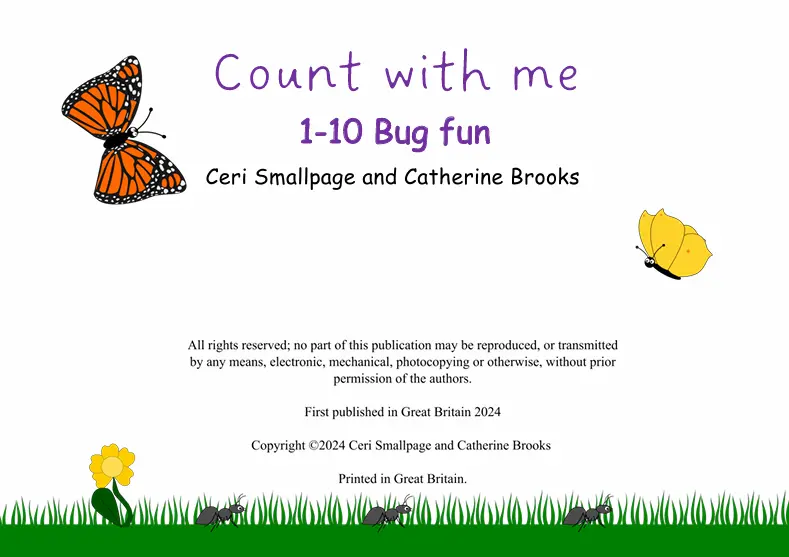 Count with me
1-10 Bug fun
Ceri Smallpage and Catherine Brooks
All rights reserved; no part of this publication may be reproduced, or transmitted
by any means, electronic, mechanical, photocopying or otherwise, without prior
permission of the authors.
First published in Great Britain 2024
Copyright ©2024 Ceri Smallpage and Catherine Brooks
Printed in Great Britain.